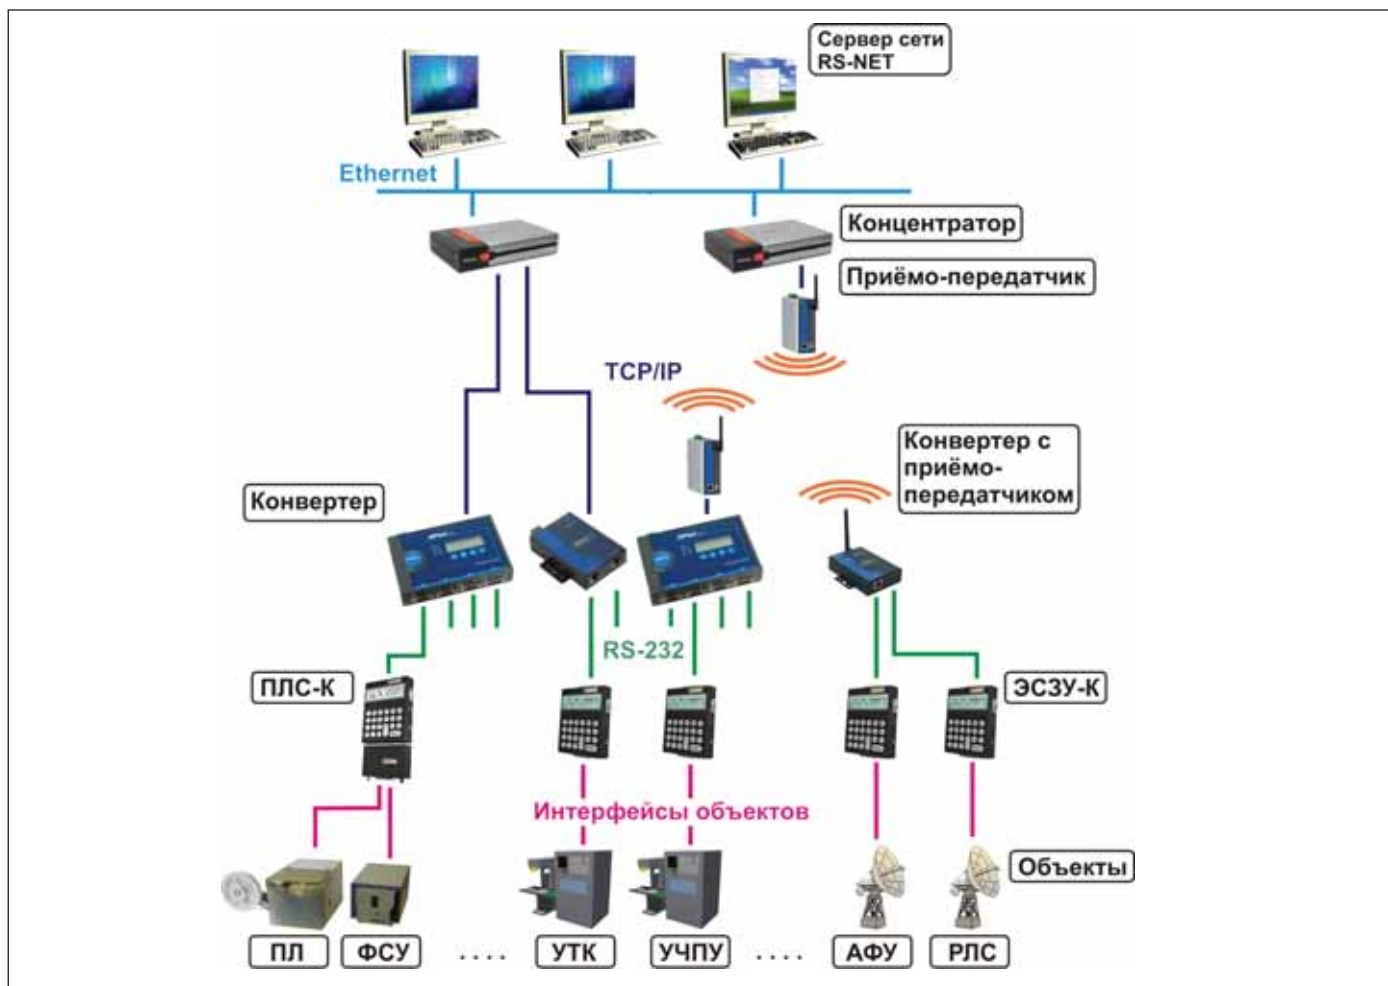 Сервер сети
RS-NET
Ethernet
Концентратор
Приёмо-передатчик
TCP/IP
Конвертер с
приёмо-
передатчиком
Конвертер
RS-232
ПЛС-К
ЭСЗУ-К
Интерфейсы объектов
Объекты
ПЛ
ФСУ
. . . .
УТК
УЧПУ
. . . .
АФУ
РЛС